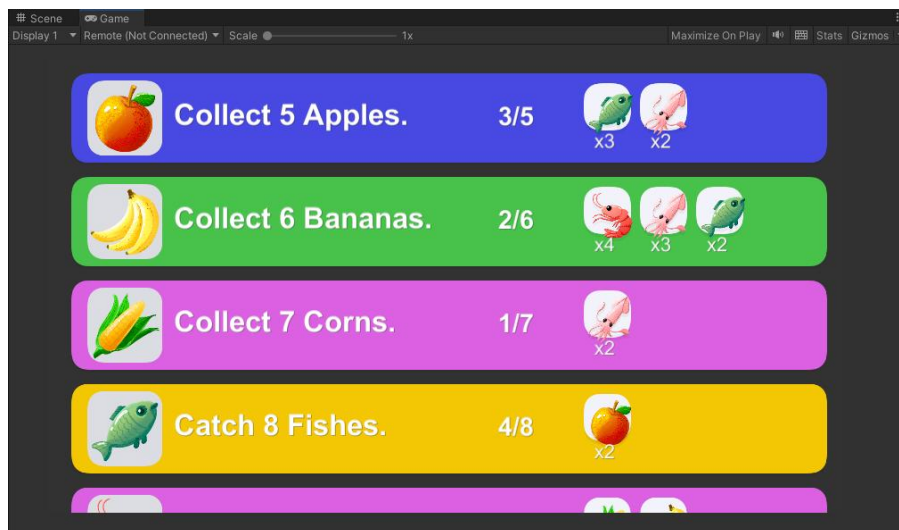 Scene Game
Display 1 Remote (Not Connected) Scale 1x Maximize On Play Stats Gizmos
Collect 5 Apples. 3/5 x3 x2
Collect 6 Bananas. 2/6 x4 x3 x2
Collect 7 Corns. 1/7 x2
Catch 8 Fishes. 4/8 x2